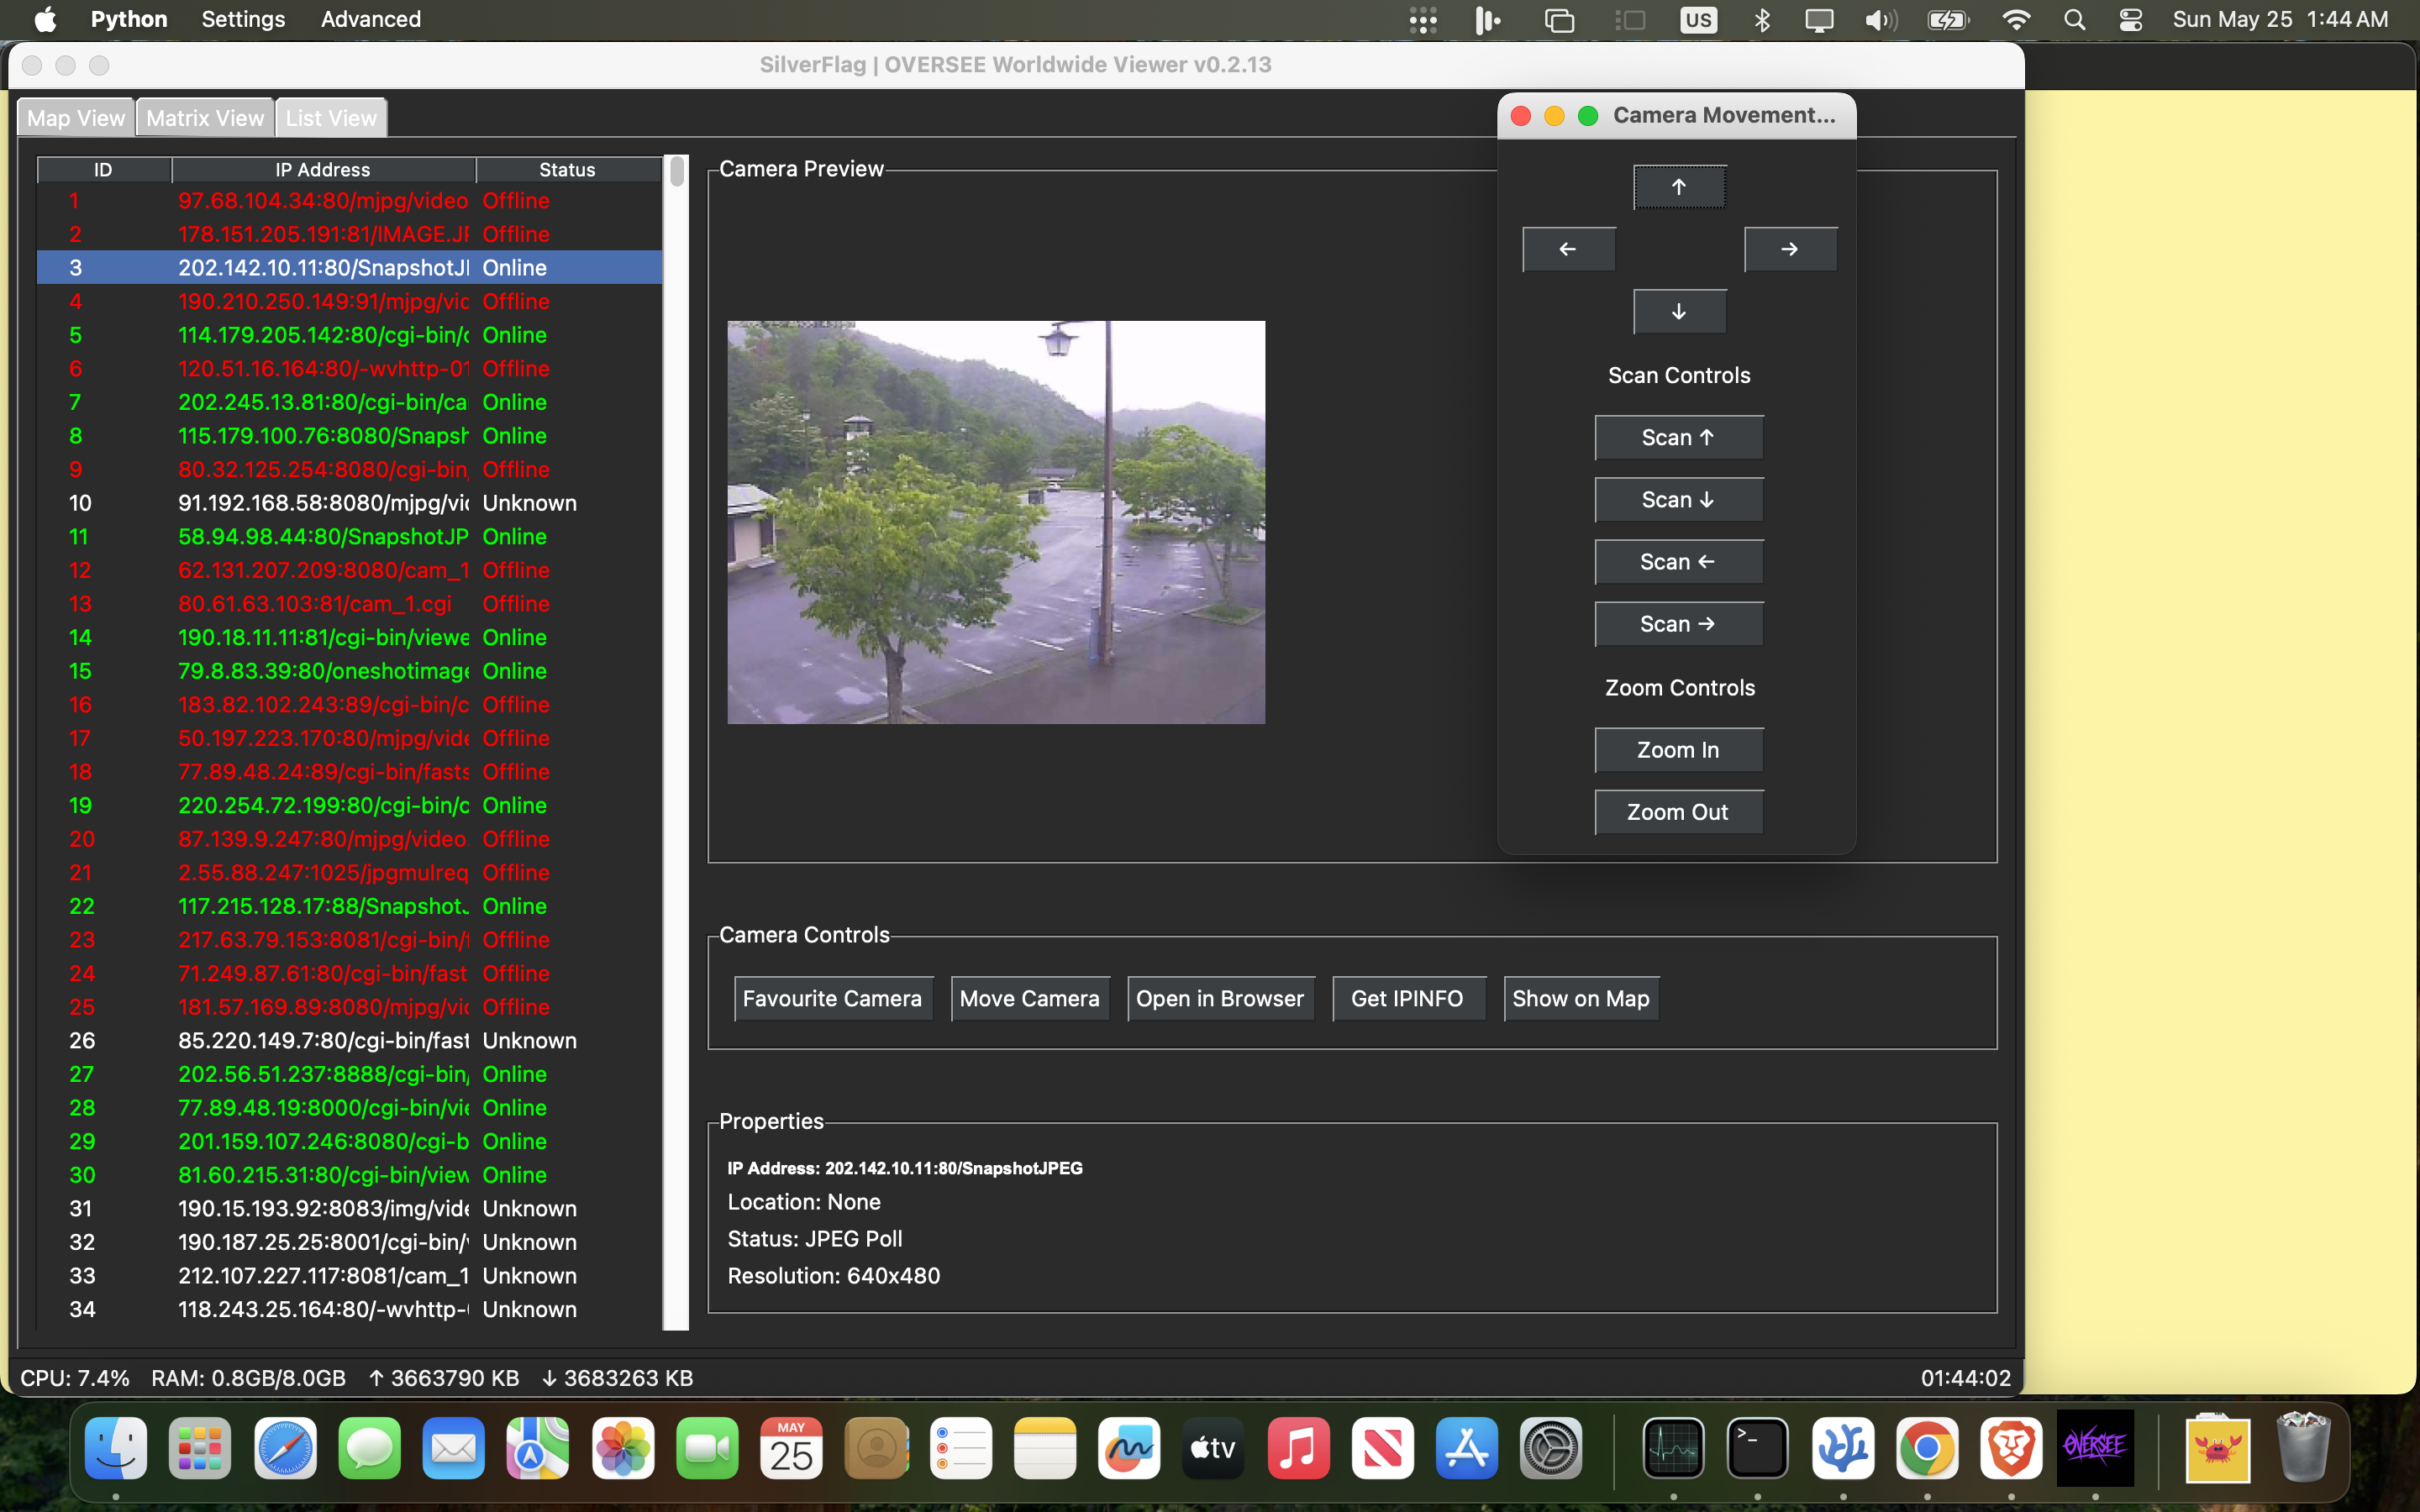 Python Settings Advanced US Sun May 25 1:44 AM
SilverFlag | OVERSEE Worldwide Viewer v0.2.13
Map View Matrix View List View
ID IP Address Status
1 97.68.104.34:80/mjpg/video Offline
2 178.151.205.191:81/IMAGE.JP Offline
3 202.142.10.11:80/SnapshotJI Online
4 190.210.250.149:91/mjpg/vic Offline
5 114.179.205.142:80/cgi-bin/c Online
6 120.51.16.164:80/-wvhttp-01 Offline
7 202.245.13.81:80/cgi-bin/ca Online
8 115.179.100.76:8080/Snapsh Online
9 80.32.125.254:8080/cgi-bin, Offline
10 91.192.168.58:8080/mjpg/vic Unknown
11 58.94.98.44:80/SnapshotJP Online
12 62.131.207.209:8080/cam_1 Offline
13 80.61.63.103:81/cam_1.cgi Offline
14 190.18.11.11:81/cgi-bin/viewe Online
15 79.8.83.39:80/oneshotimage Online
16 183.82.102.243:89/cgi-bin/c Offline
17 50.197.223.170:80/mjpg/vide Offline
18 77.89.48.24:89/cgi-bin/fasts Offline
19 220.254.72.199:80/cgi-bin/c Online
20 87.139.9.247:80/mjpg/video. Offline
21 2.55.88.247:1025/jpgmulreq Offline
22 117.215.128.17:88/Snapshot. Online
23 217.63.79.153:8081/cgi-bin/f Offline
24 71.249.87.61:80/cgi-bin/fast Offline
25 181.57.169.89:8080/mjpg/vic Offline
26 85.220.149.7:80/cgi-bin/fast Unknown
27 202.56.51.237:8888/cgi-bin, Online
28 77.89.48.19:8000/cgi-bin/vie Online
29 201.159.107.246:8080/cgi-b Online
30 81.60.215.31:80/cgi-bin/view Online
31 190.15.193.92:8083/img/vide Unknown
32 190.187.25.25:8001/cgi-bin/v Unknown
33 212.107.227.117:8081/cam_1 Unknown
34 118.243.25.164:80/-wvhttp-( Unknown
Camera Preview
Camera Movement...
↑
← →
↓
Scan Controls
Scan ↑
Scan ↓
Scan ←
Scan →
Zoom Controls
Zoom In
Zoom Out
Camera Controls
Favourite Camera Move Camera Open in Browser Get IPINFO Show on Map
Properties
IP Address: 202.142.10.11:80/SnapshotJPEG
Location: None
Status: JPEG Poll
Resolution: 640x480
CPU: 7.4% RAM: 0.8GB/8.0GB ↑ 3663790 KB ↓ 3683263 KB 01:44:02
MAY
25
tv
>_
OVERSEE